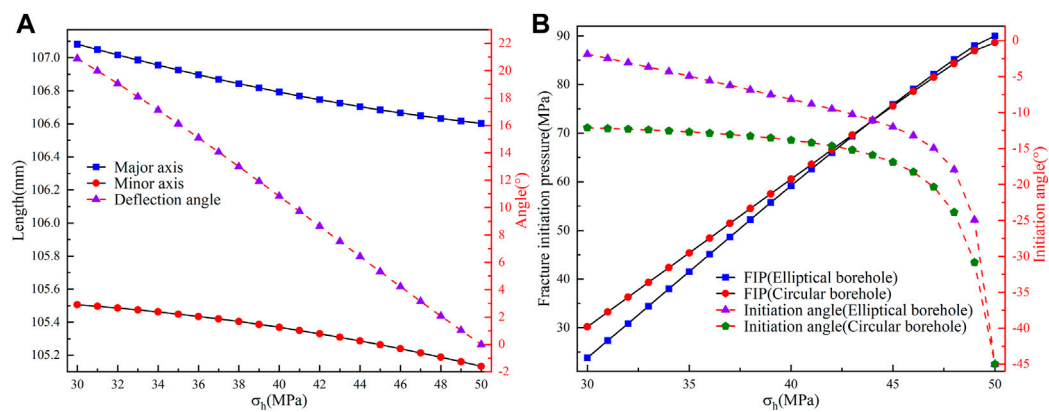 A
B
107.0
106.8
106.6
106.4
106.2
106.0
105.8
105.6
105.4
105.2
Length(mm)
22
20
18
16
14
12
10
8
6
4
2
0
-2
Angle(°)
Major axis
Minor axis
Deflection angle
30 32 34 36 38 40 42 44 46 48 50
σh(MPa)
90
80
70
60
50
40
30
Fracture initiation pressure(MPa)
0
-5
-10
-15
-20
-25
-30
-35
-40
-45
Initiation angle(°)
FIP(Elliptical borehole)
FIP(Circular borehole)
Initiation angle(Elliptical borehole)
Initiation angle(Circular borehole)
30 35 40 45 50
σh(MPa)